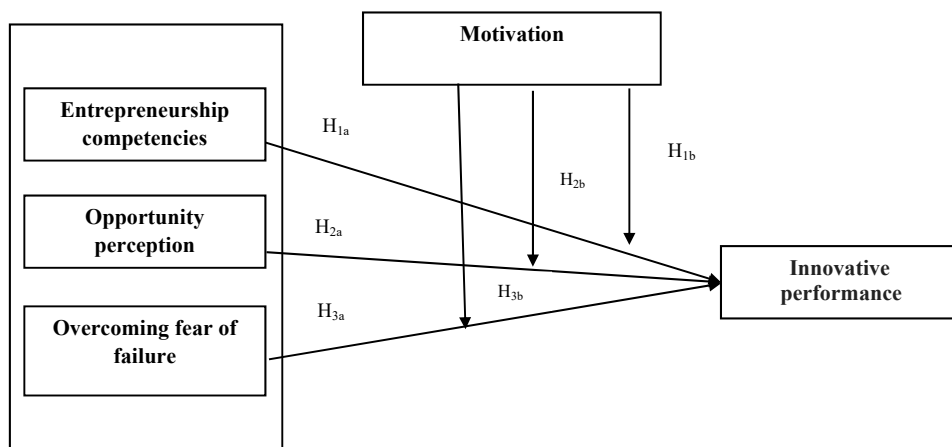 Motivation
Entrepreneurship
competencies
H1a
H1b
H2b
Opportunity
perception
H2a
Innovative
performance
H3b
H3a
Overcoming fear of
failure